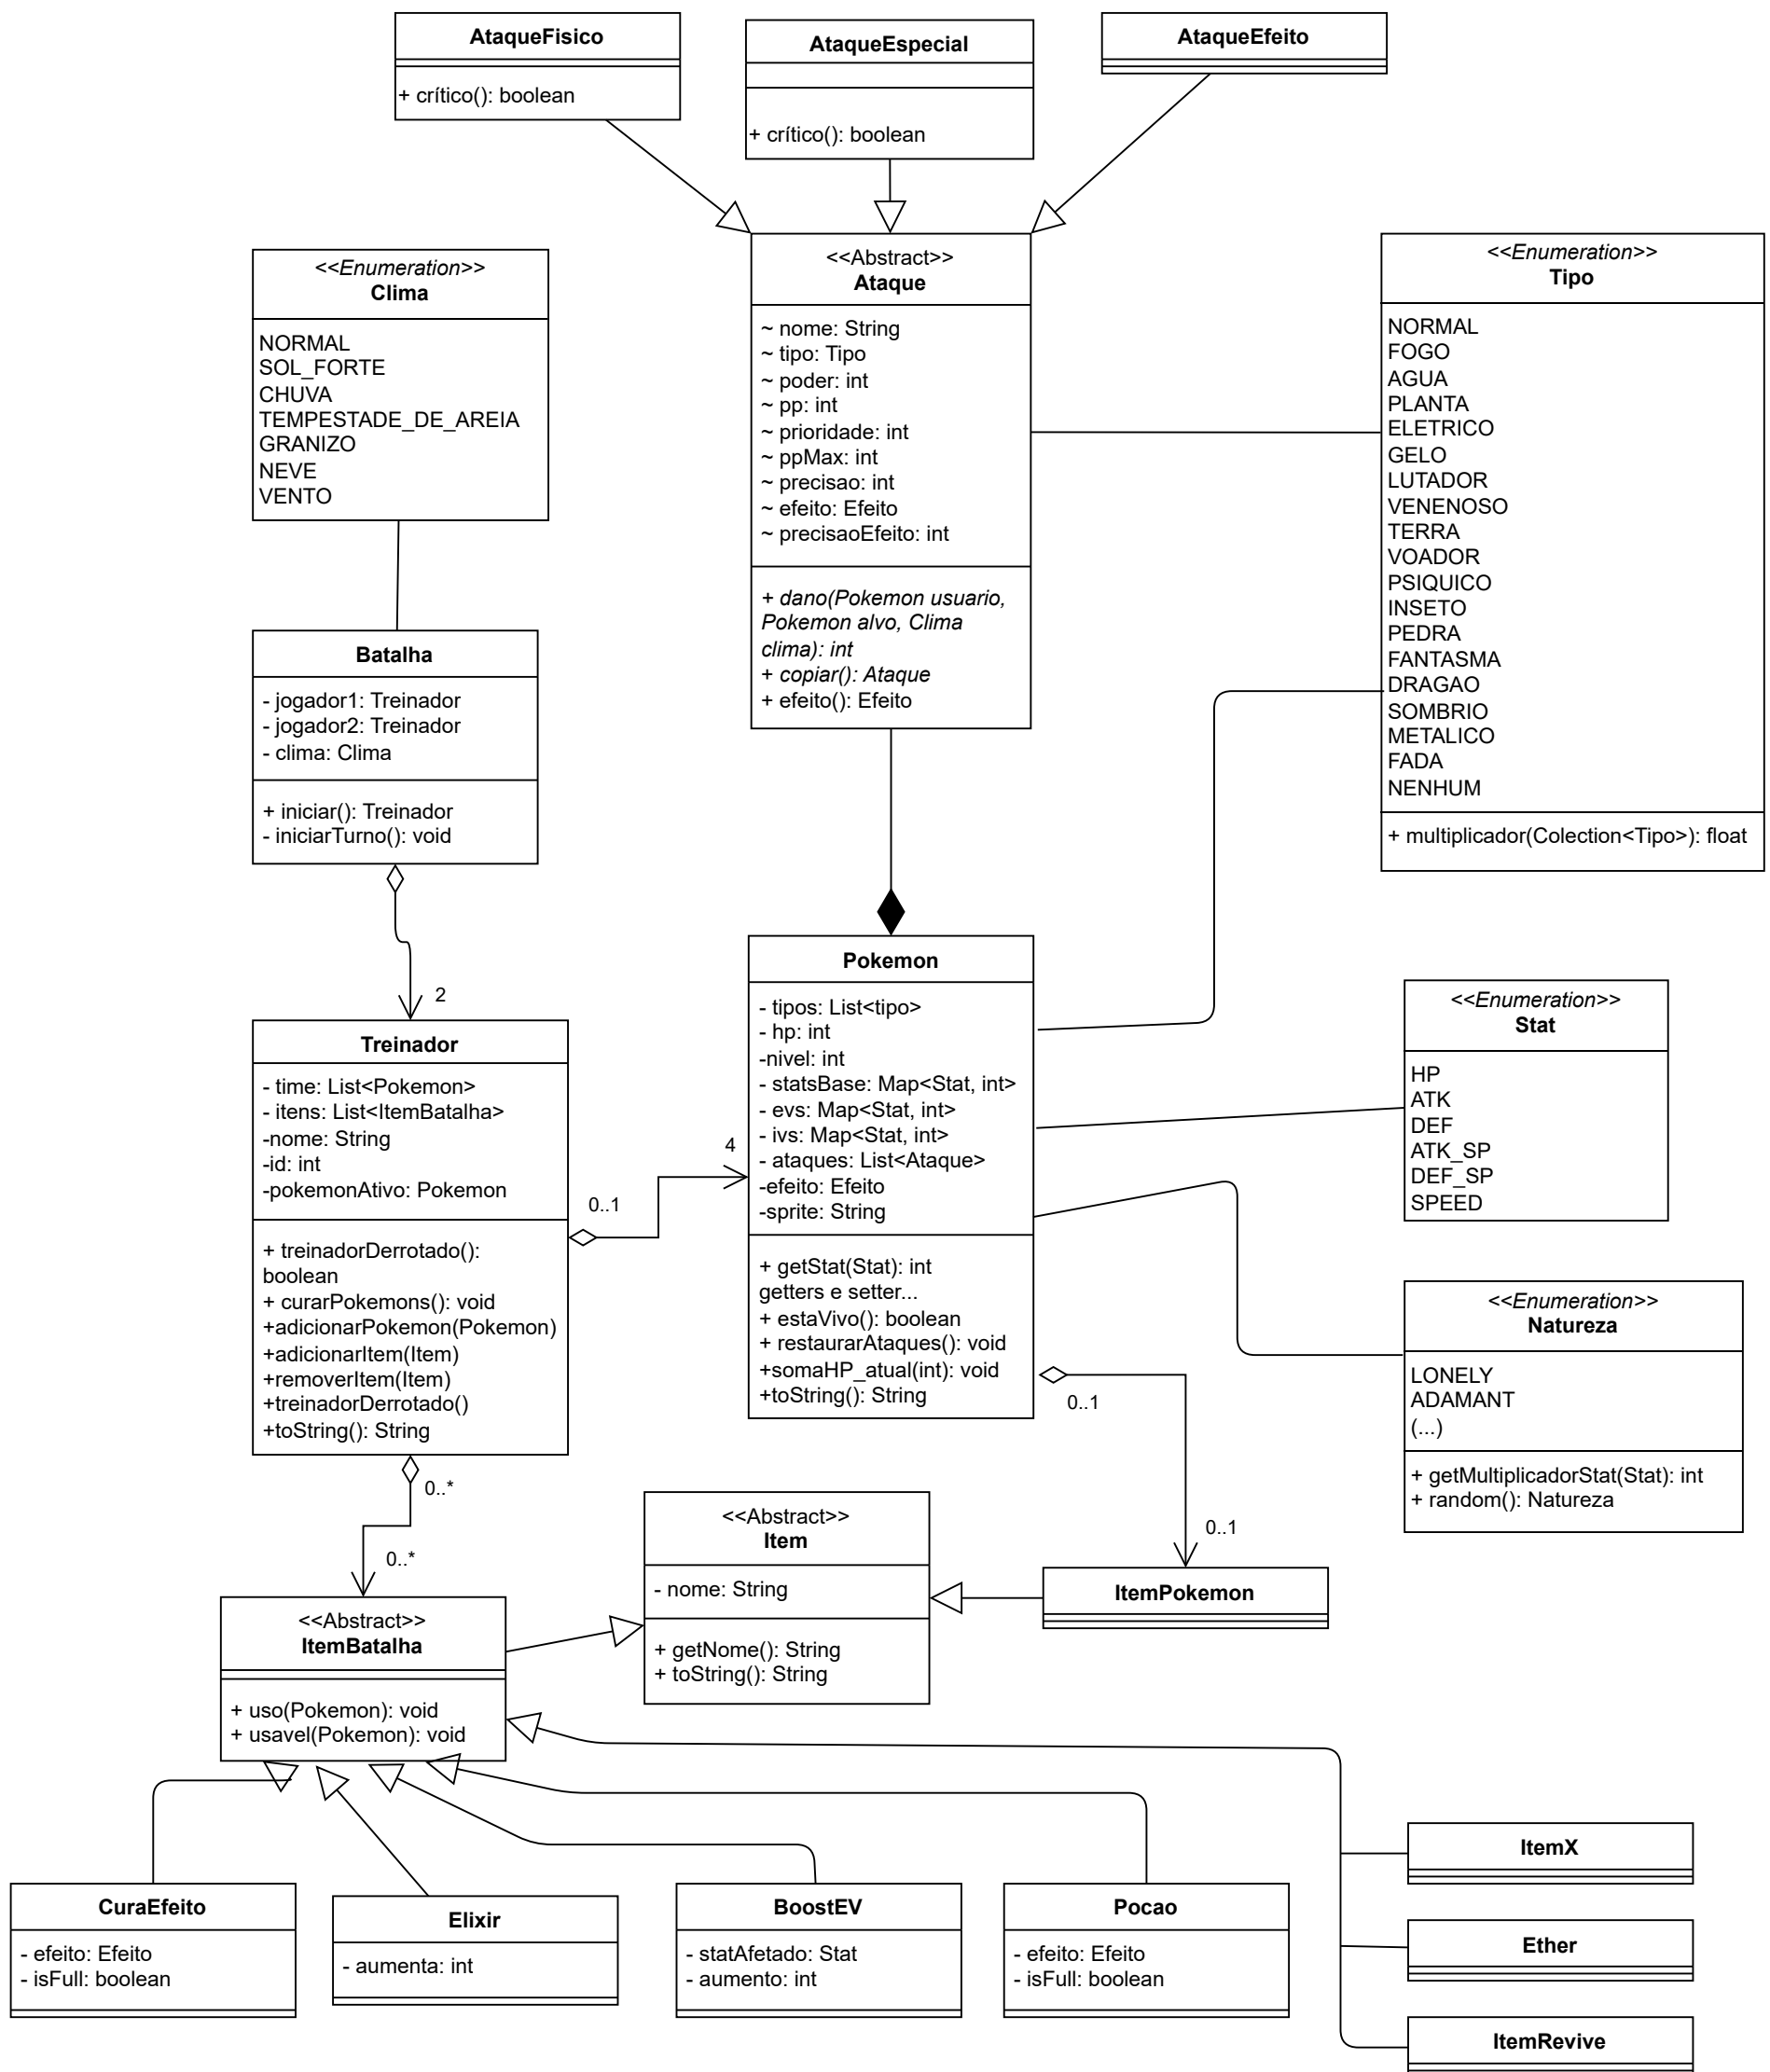 AtaqueFisico
+ crítico(): boolean
AtaqueEspecial
+ crítico(): boolean
AtaqueEfeito
<<Enumeration>>
Clima
NORMAL
SOL_FORTE
CHUVA
TEMPESTADE_DE_AREIA
GRANIZO
NEVE
VENTO
<<Abstract>>
Ataque
~ nome: String
~ tipo: Tipo
~ poder: int
~ pp: int
~ prioridade: int
~ ppMax: int
~ precisao: int
~ efeito: Efeito
~ precisaoEfeito: int
+ dano(Pokemon usuario,
Pokemon alvo, Clima
clima): int
+ copiar(): Ataque
+ efeito(): Efeito
<<Enumeration>>
Tipo
NORMAL
FOGO
AGUA
PLANTA
ELETRICO
GELO
LUTADOR
VENENOSO
TERRA
VOADOR
PSIQUICO
INSETO
PEDRA
FANTASMA
DRAGAO
SOMBRIO
METALICO
FADA
NENHUM
+ multiplicador(Colection<Tipo>): float
Batalha
- jogador1: Treinador
- jogador2: Treinador
- clima: Clima
+ iniciar(): Treinador
- iniciarTurno(): void
2
Treinador
- time: List<Pokemon>
- itens: List<ItemBatalha>
-nome: String
-id: int
-pokemonAtivo: Pokemon
+ treinadorDerrotado():
boolean
+ curarPokemons(): void
+adicionarPokemon(Pokemon)
+adicionarItem(Item)
+removerItem(Item)
+treinadorDerrotado()
+toString(): String
0..1
4
Pokemon
- tipos: List<tipo>
- hp: int
-nivel: int
- statsBase: Map<Stat, int>
- evs: Map<Stat, int>
- ivs: Map<Stat, int>
- ataques: List<Ataque>
-efeito: Efeito
-sprite: String
+ getStat(Stat): int
getters e setter...
+ estaVivo(): boolean
+ restaurarAtaques(): void
+somaHP_atual(int): void
+toString(): String
<<Enumeration>>
Stat
HP
ATK
DEF
ATK_SP
DEF_SP
SPEED
<<Enumeration>>
Natureza
LONELY
ADAMANT
(...)
+ getMultiplicadorStat(Stat): int
+ random(): Natureza
0..1
0..1
0..*
0..*
<<Abstract>>
Item
- nome: String
+ getNome(): String
+ toString(): String
ItemPokemon
<<Abstract>>
ItemBatalha
+ uso(Pokemon): void
+ usavel(Pokemon): void
CuraEfeito
- efeito: Efeito
- isFull: boolean
Elixir
- aumenta: int
BoostEV
- statAfetado: Stat
- aumento: int
Pocao
- efeito: Efeito
- isFull: boolean
ItemX
Ether
ItemRevive